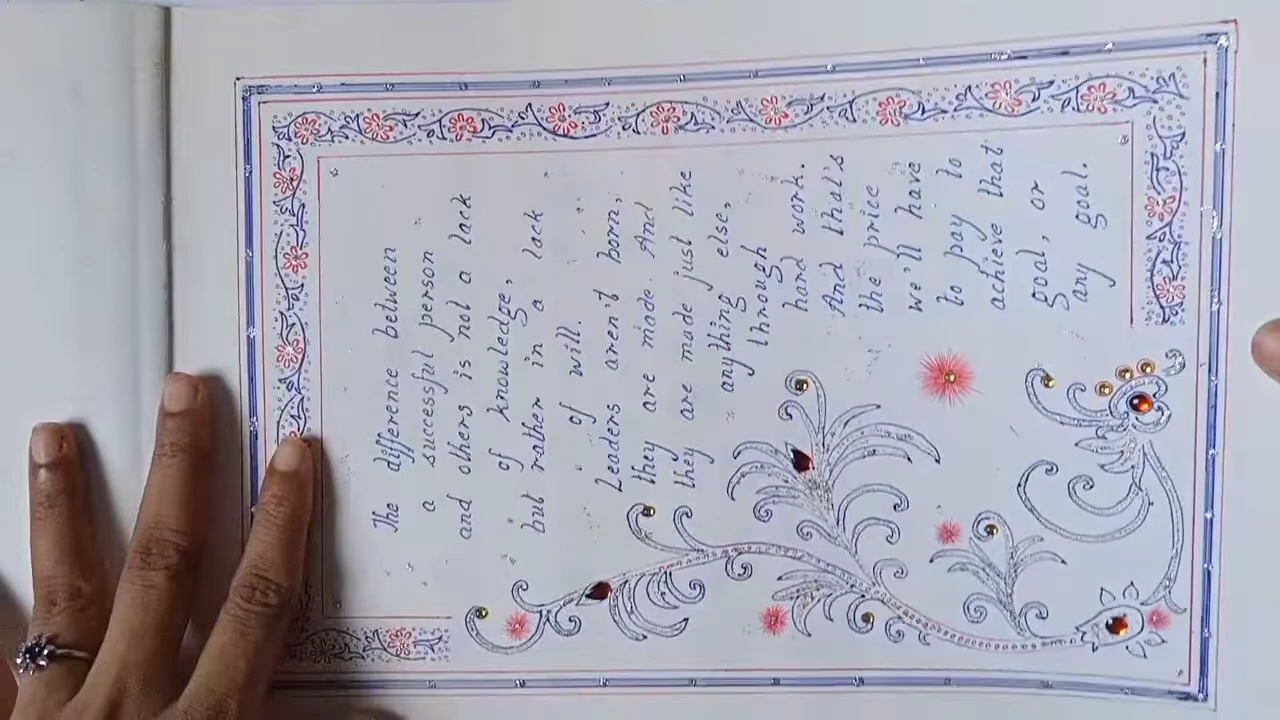 The difference between
a successful person
and others is not a lack
of knowledge,
but rather in a lack
of will.
Leaders aren't born,
they are made. And
they are made just like
anything else,
through
hard work.
And that's
the price
we'll have
to pay to
achieve that
goal, or
any goal.